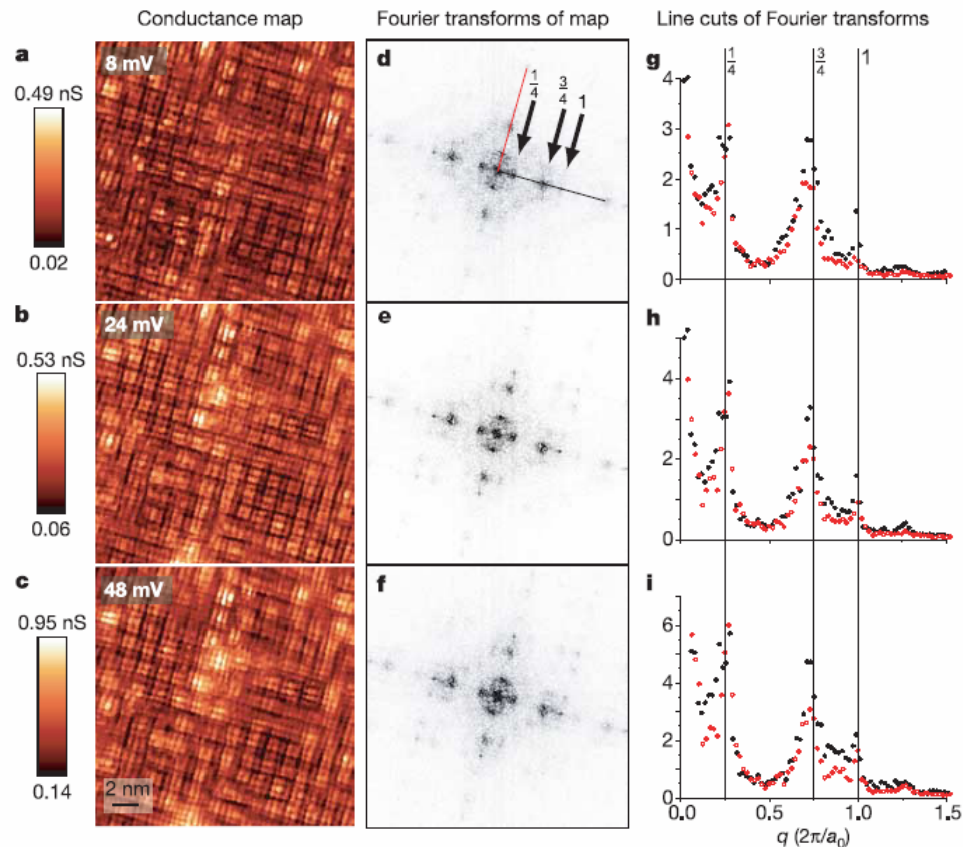 Conductance map
Fourier transforms of map
Line cuts of Fourier transforms
a
8 mV
0.49 nS
0.02
d
1/4
3/4
1
g
1/4
3/4
1
4
3
2
1
0
b
24 mV
0.53 nS
0.06
e
h
4
2
0
c
48 mV
0.95 nS
0.14
2 nm
f
i
6
4
2
0
0.0
0.5
1.0
1.5
q (2π/a₀)